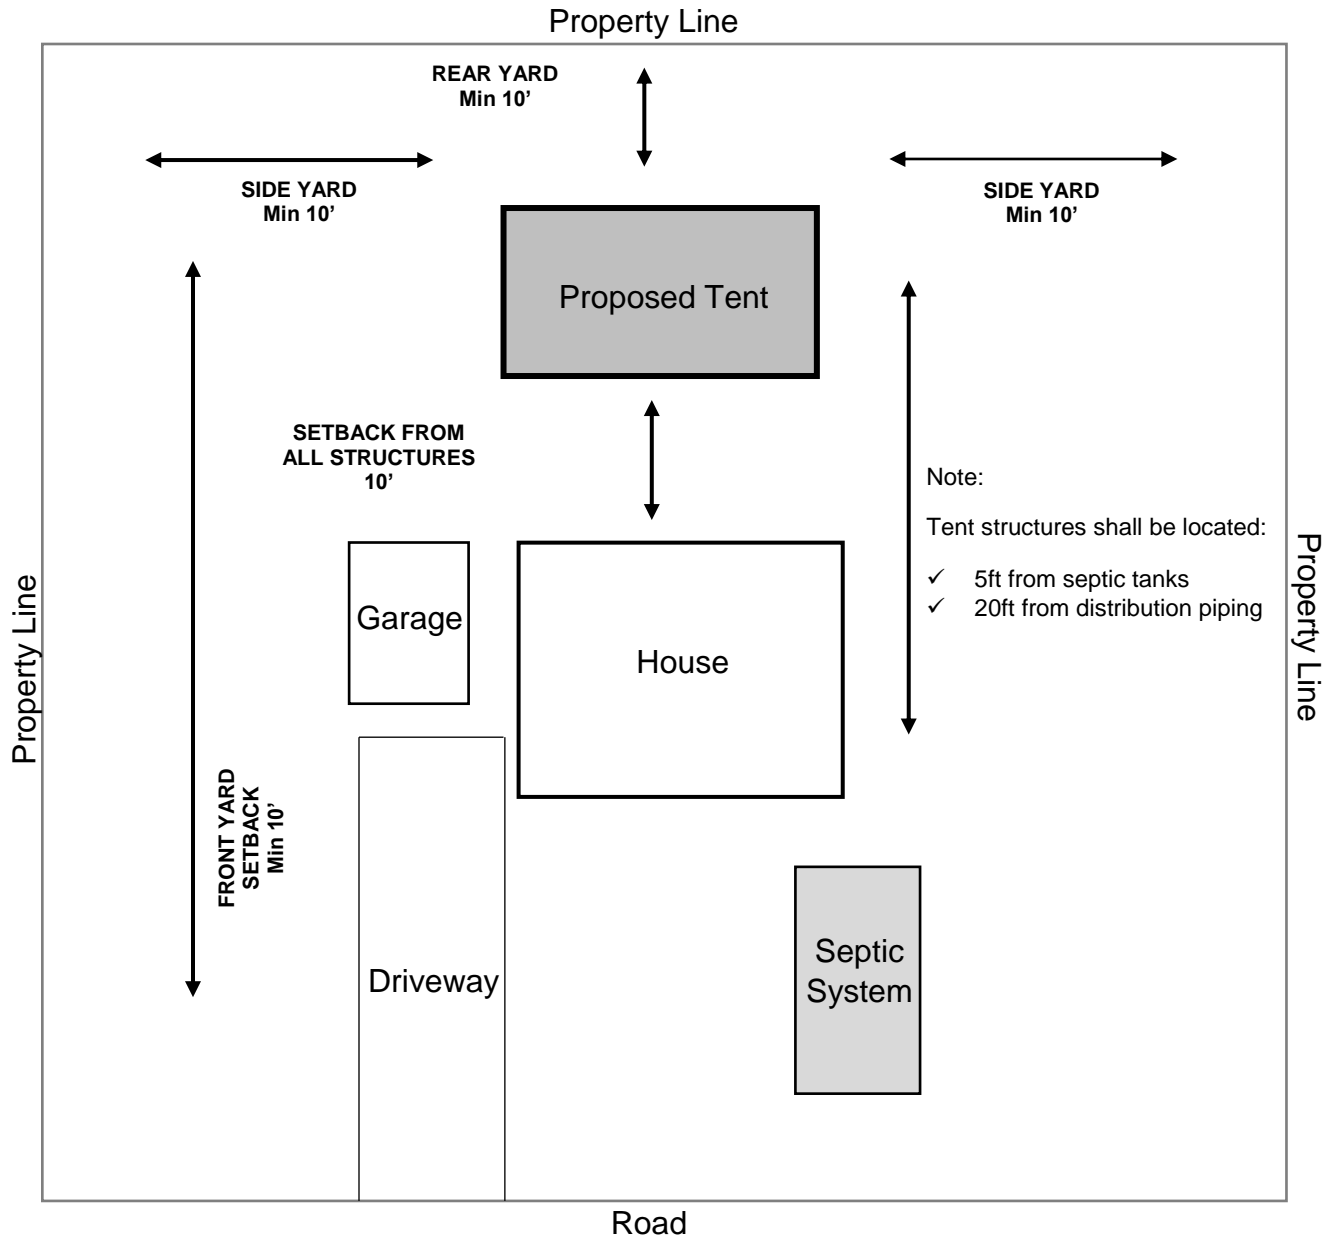 Property Line
REAR YARD
Min 10’
SIDE YARD
Min 10’
SIDE YARD
Min 10’
Proposed Tent
SETBACK FROM
ALL STRUCTURES
10’
Note:
Tent structures shall be located:
✓ 5ft from septic tanks
✓ 20ft from distribution piping
Property Line
Property Line
Garage
House
FRONT YARD
SETBACK
Min 10’
Driveway
Septic
System
Road